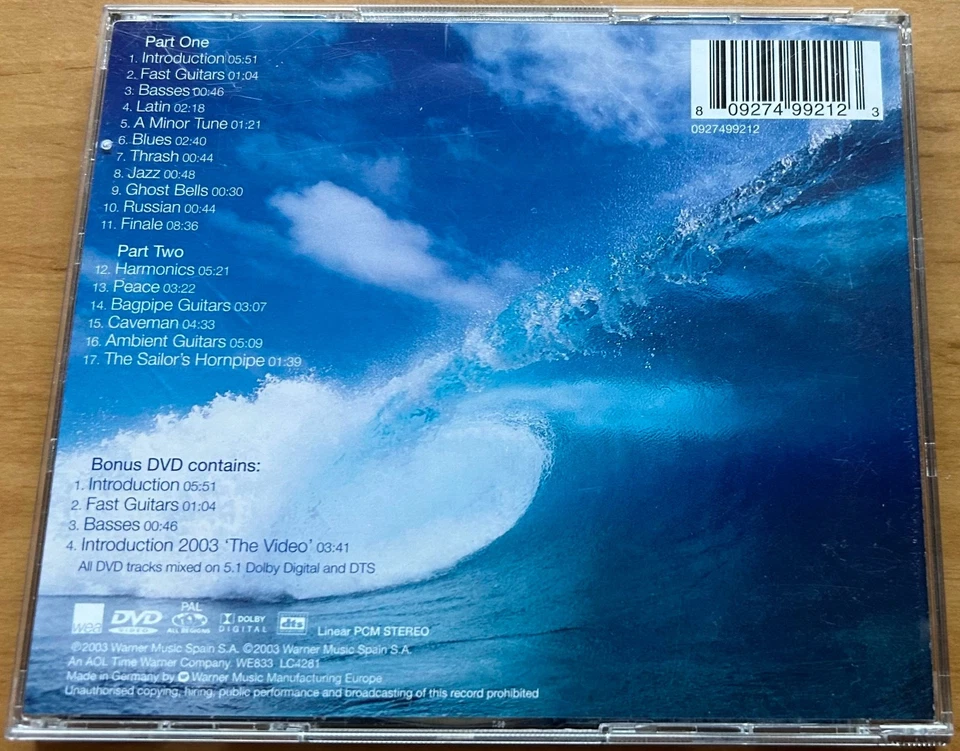 Part One
1. Introduction 05:51
2. Fast Guitars 01:04
3. Basses 00:46
4. Latin 02:18
5. A Minor Tune 01:21
6. Blues 02:40
7. Thrash 00:44
8. Jazz 00:48
9. Ghost Bells 00:30
10. Russian 00:44
11. Finale 08:36
Part Two
12. Harmonics 05:21
13. Peace 03:22
14. Bagpipe Guitars 03:07
15. Caveman 04:33
16. Ambient Guitars 05:09
17. The Sailor's Hornpipe 01:39
8 09274 99212 3
0927499212
Bonus DVD contains:
1. Introduction 05:51
2. Fast Guitars 01:04
3. Basses 00:46
4. Introduction 2003 ‘The Video’ 03:41
All DVD tracks mixed on 5.1 Dolby Digital and DTS
wea DVD VIDEO PAL ALL REGIONS DOLBY DIGITAL dts Linear PCM STEREO
℗2003 Warner Music Spain S.A. ©2003 Warner Music Spain S.A.
An AOL Time Warner Company. WE833 LC4281
Made in Germany by Warner Music Manufacturing Europe
Unauthorised copying, hiring, public performance and broadcasting of this record prohibited